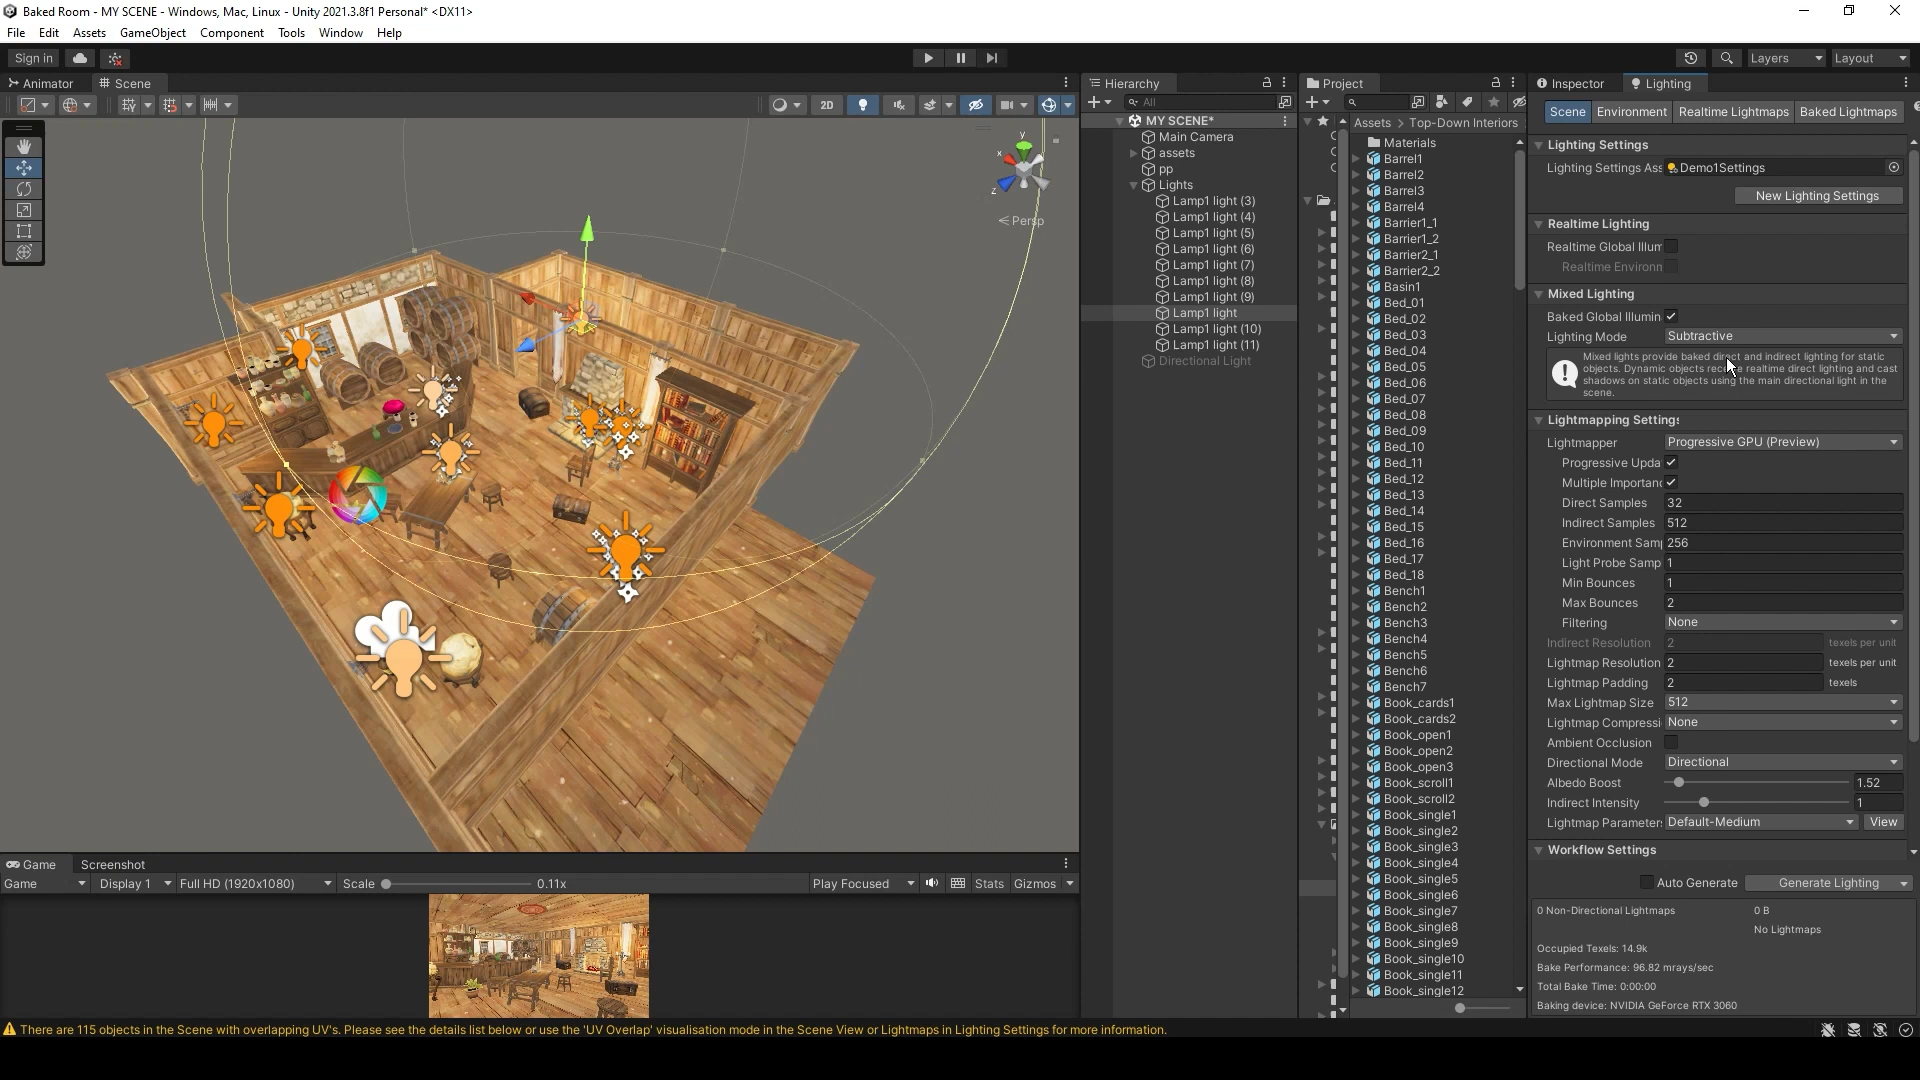 Baked Room - MY SCENE - Windows, Mac, Linux - Unity 2021.3.8f1 Personal* <DX11>
File Edit Assets GameObject Component Tools Window Help
Sign in
Layers
Layout
Animator
Scene
2D
y
x
z
< Persp
Hierarchy
All
MY SCENE*
Main Camera
assets
pp
Lights
Lamp1 light (3)
Lamp1 light (4)
Lamp1 light (5)
Lamp1 light (6)
Lamp1 light (7)
Lamp1 light (8)
Lamp1 light (9)
Lamp1 light
Lamp1 light (10)
Lamp1 light (11)
Directional Light
Project
Assets > Top-Down Interiors
Materials
Barrel1
Barrel2
Barrel3
Barrel4
Barrier1_1
Barrier1_2
Barrier2_1
Barrier2_2
Basin1
Bed_01
Bed_02
Bed_03
Bed_04
Bed_05
Bed_06
Bed_07
Bed_08
Bed_09
Bed_10
Bed_11
Bed_12
Bed_13
Bed_14
Bed_15
Bed_16
Bed_17
Bed_18
Bench1
Bench2
Bench3
Bench4
Bench5
Bench6
Bench7
Book_cards1
Book_cards2
Book_open1
Book_open2
Book_open3
Book_scroll1
Book_scroll2
Book_single1
Book_single2
Book_single3
Book_single4
Book_single5
Book_single6
Book_single7
Book_single8
Book_single9
Book_single10
Book_single11
Book_single12
Inspector
Lighting
Scene Environment Realtime Lightmaps Baked Lightmaps
Lighting Settings
Lighting Settings Ass Demo1Settings
New Lighting Settings
Realtime Lighting
Realtime Global Illum
Realtime Environn
Mixed Lighting
Baked Global Illumin
Lighting Mode Subtractive
Mixed lights provide baked direct and indirect lighting for static
objects. Dynamic objects receive realtime direct lighting and cast
shadows on static objects using the main directional light in the
scene.
Lightmapping Settings
Lightmapper Progressive GPU (Preview)
Progressive Upda
Multiple Importanc
Direct Samples 32
Indirect Samples 512
Environment Sam 256
Light Probe Samp 1
Min Bounces 1
Max Bounces 2
Filtering None
Indirect Resolution 2 texels per unit
Lightmap Resolution 2 texels per unit
Lightmap Padding 2 texels
Max Lightmap Size 512
Lightmap Compressi None
Ambient Occlusion
Directional Mode Directional
Albedo Boost 1.52
Indirect Intensity 1
Lightmap Parameters Default-Medium View
Workflow Settings
Auto Generate Generate Lighting
0 Non-Directional Lightmaps 0 B
No Lightmaps
Occupied Texels: 14.9k
Bake Performance: 96.82 mrays/sec
Total Bake Time: 0:00:00
Baking device: NVIDIA GeForce RTX 3060
Game
Screenshot
Game Display 1 Full HD (1920x1080) Scale 0.11x Play Focused Stats Gizmos
There are 115 objects in the Scene with overlapping UV's. Please see the details list below or use the 'UV Overlap' visualisation mode in the Scene View or Lightmaps in Lighting Settings for more information.